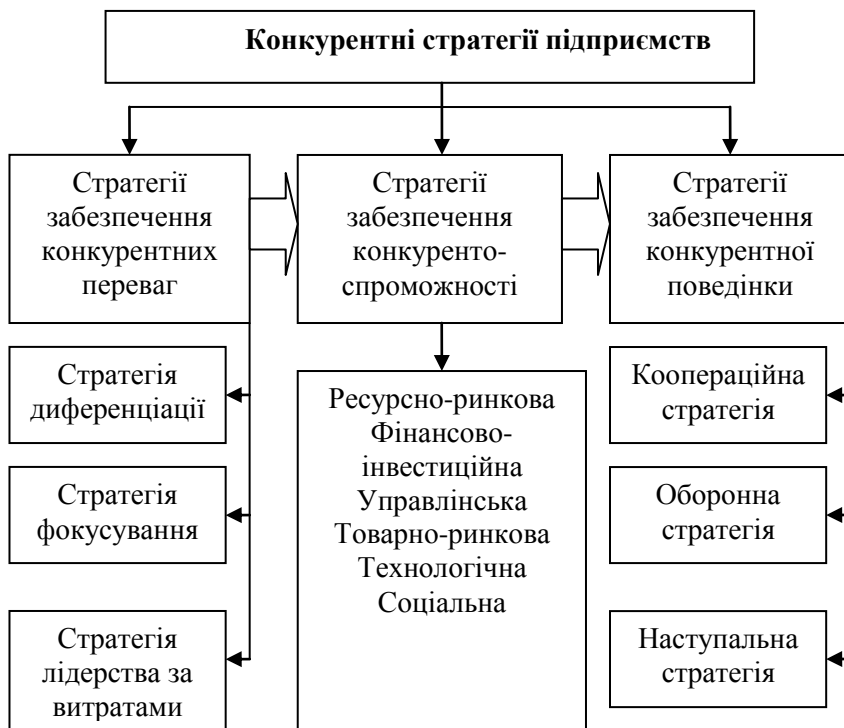 Конкурентні стратегії підприємств
Стратегії
забезпечення
конкурентних
переваг
Стратегії
забезпечення
конкуренто-
спроможності
Стратегії
забезпечення
конкурентної
поведінки
Стратегія
диференціації
Стратегія
фокусування
Стратегія
лідерства за
витратами
Ресурсно-ринкова
Фінансово-
інвестиційна
Управлінська
Товарно-ринкова
Технологічна
Соціальна
Коопераційна
стратегія
Оборонна
стратегія
Наступальна
стратегія